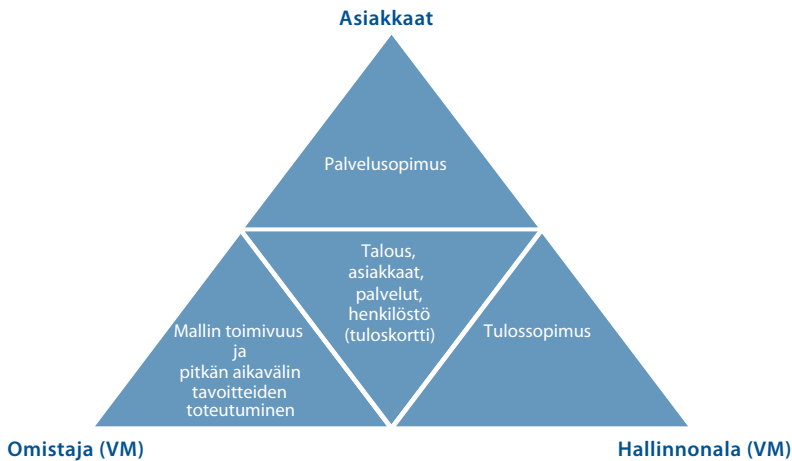 Asiakkaat
Palvelusopimus
Talous,
asiakkaat,
palvelut,
henkilöstö
(tuloskortti)
Mallin toimivuus
ja
pitkän aikavälin
tavoitteiden
toteutuminen
Tulossopimus
Omistaja (VM)
Hallinnonala (VM)